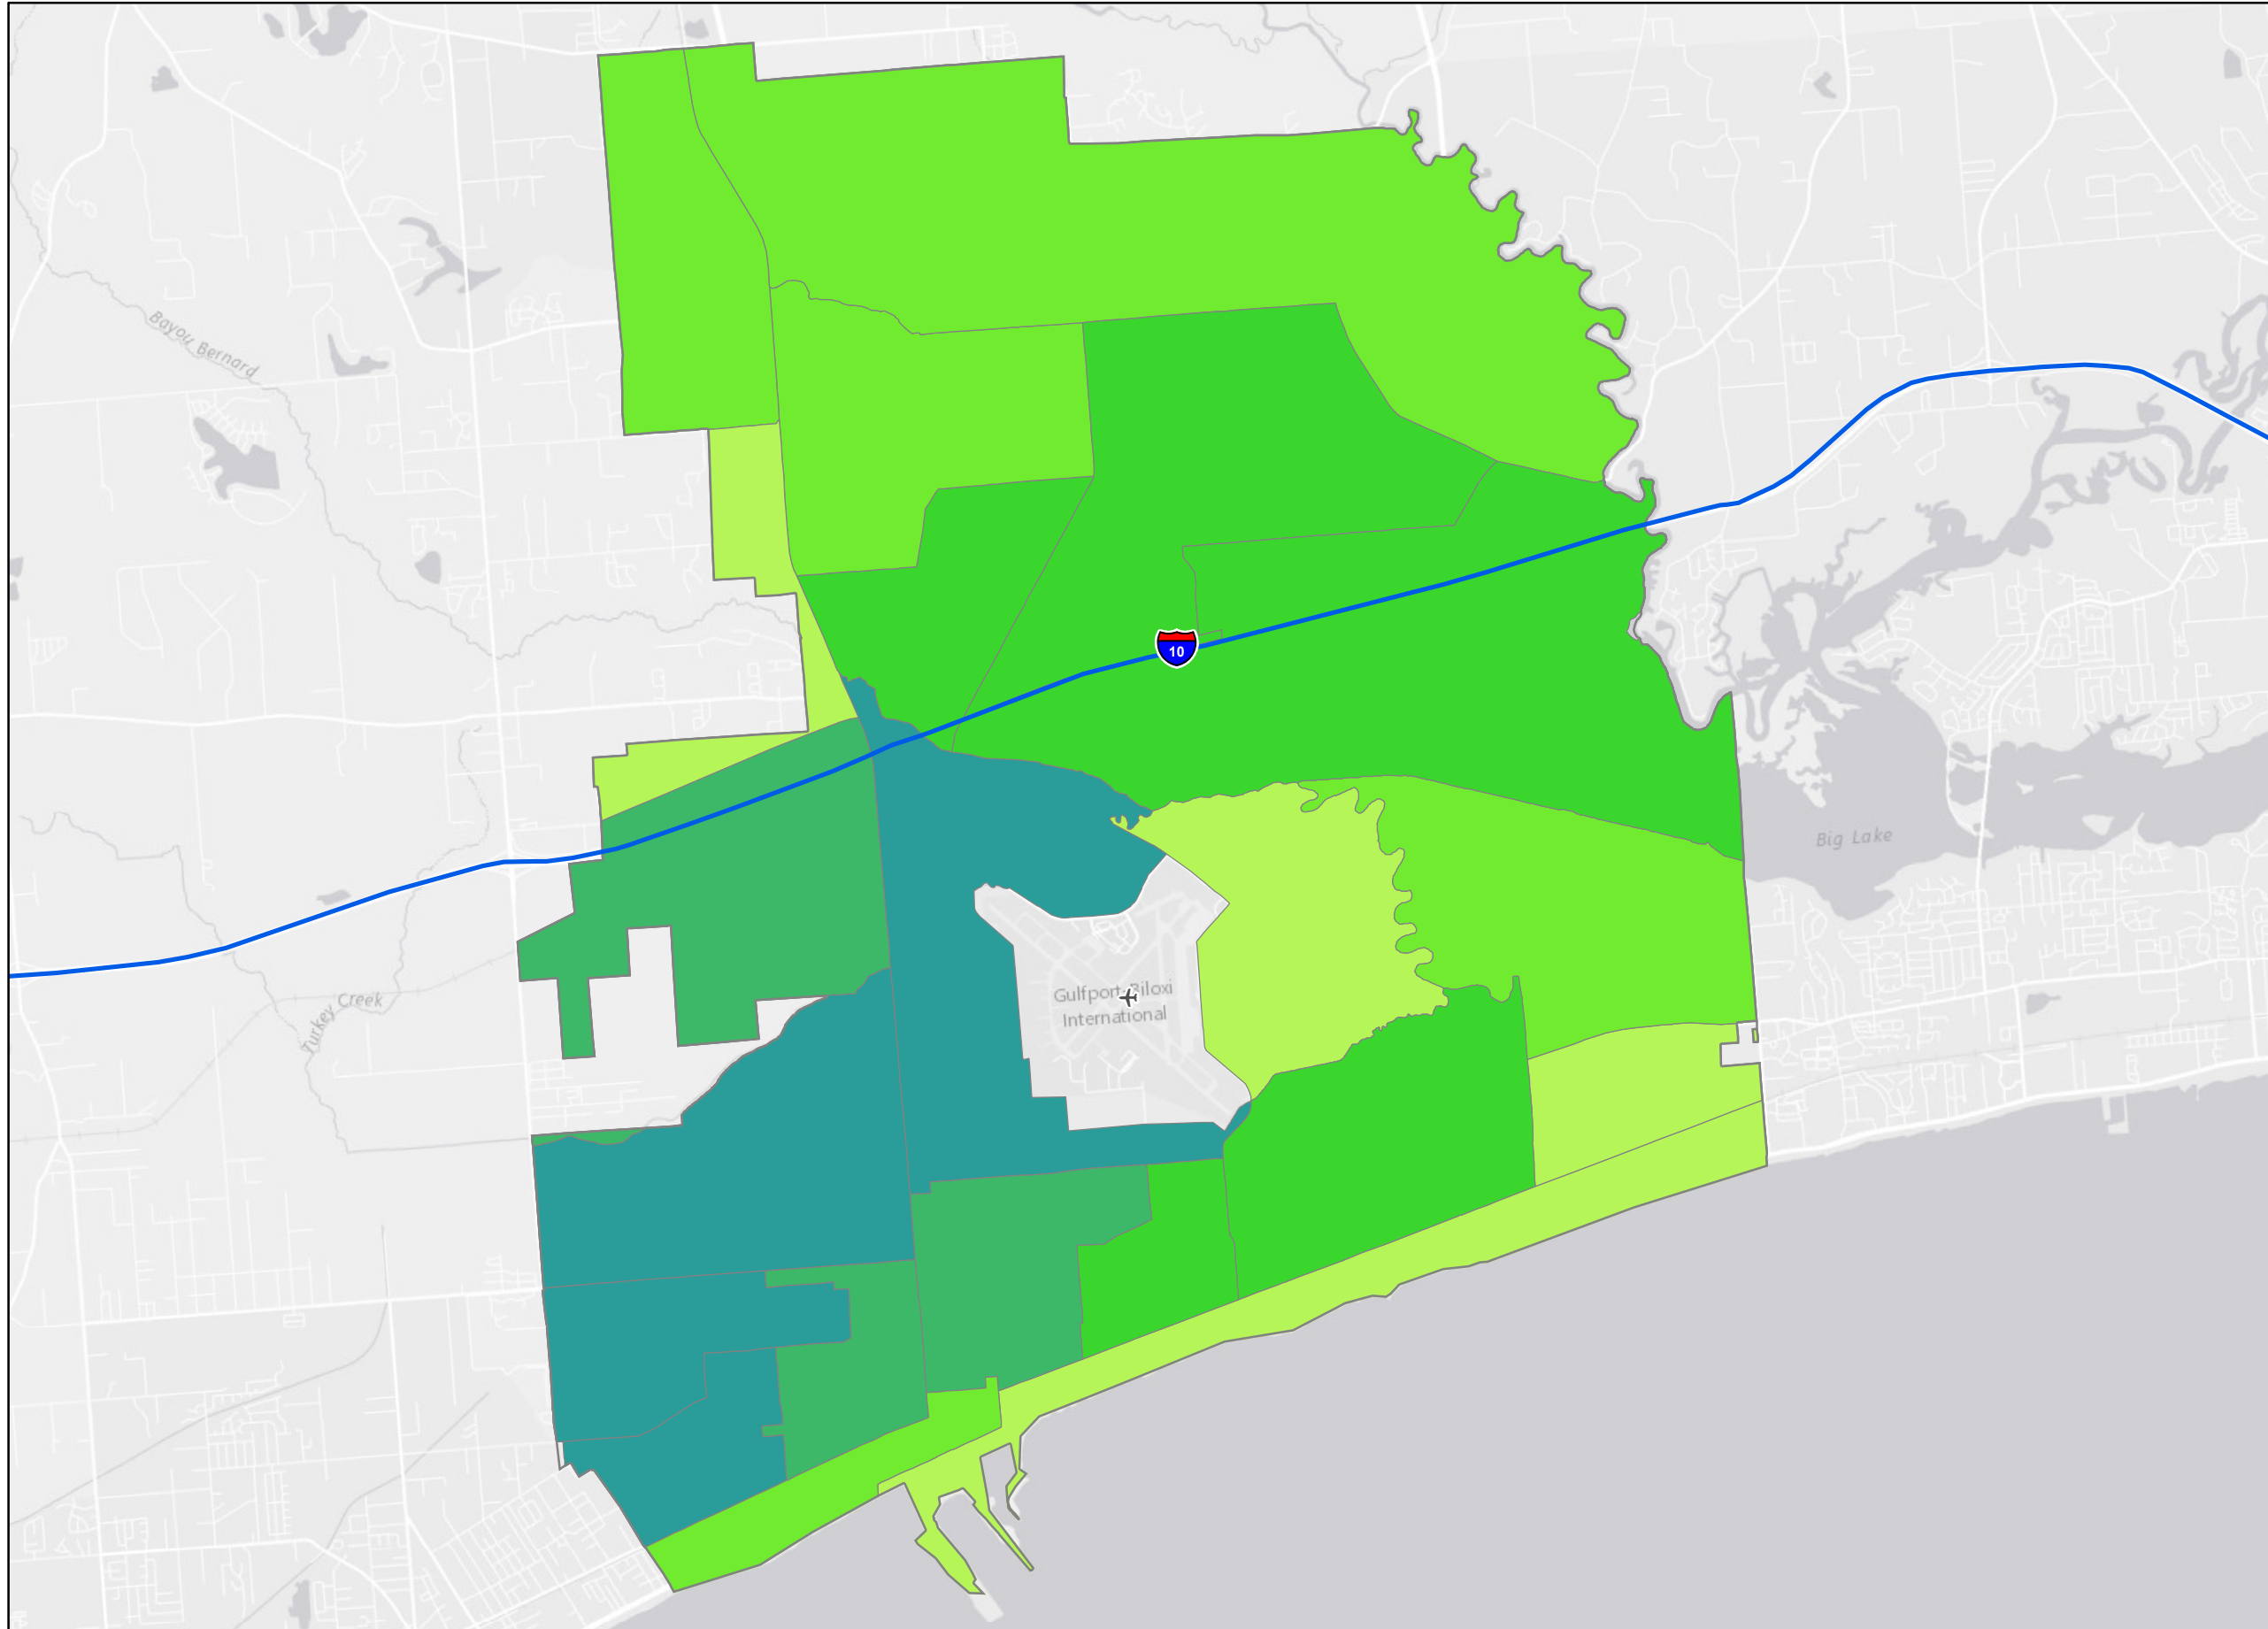 Bayou Bernard
10
Big Lake
Turkey Creek
Gulfport-Biloxi
International